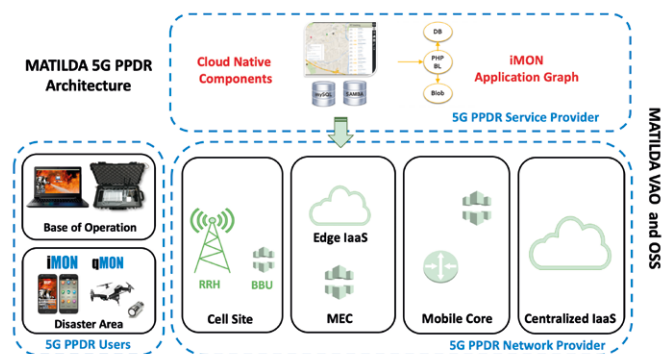 MATILDA 5G PPDR
Architecture
Cloud Native
Components
mySQL
SAMBA
DB
PHP
BL
Blob
iMON
Application Graph
5G PPDR Service Provider
MATILDA VAO and OSS
Base of Operation
iMON
qMON
Disaster Area
5G PPDR Users
RRH
BBU
Cell Site
Edge IaaS
MEC
Mobile Core
Centralized IaaS
5G PPDR Network Provider